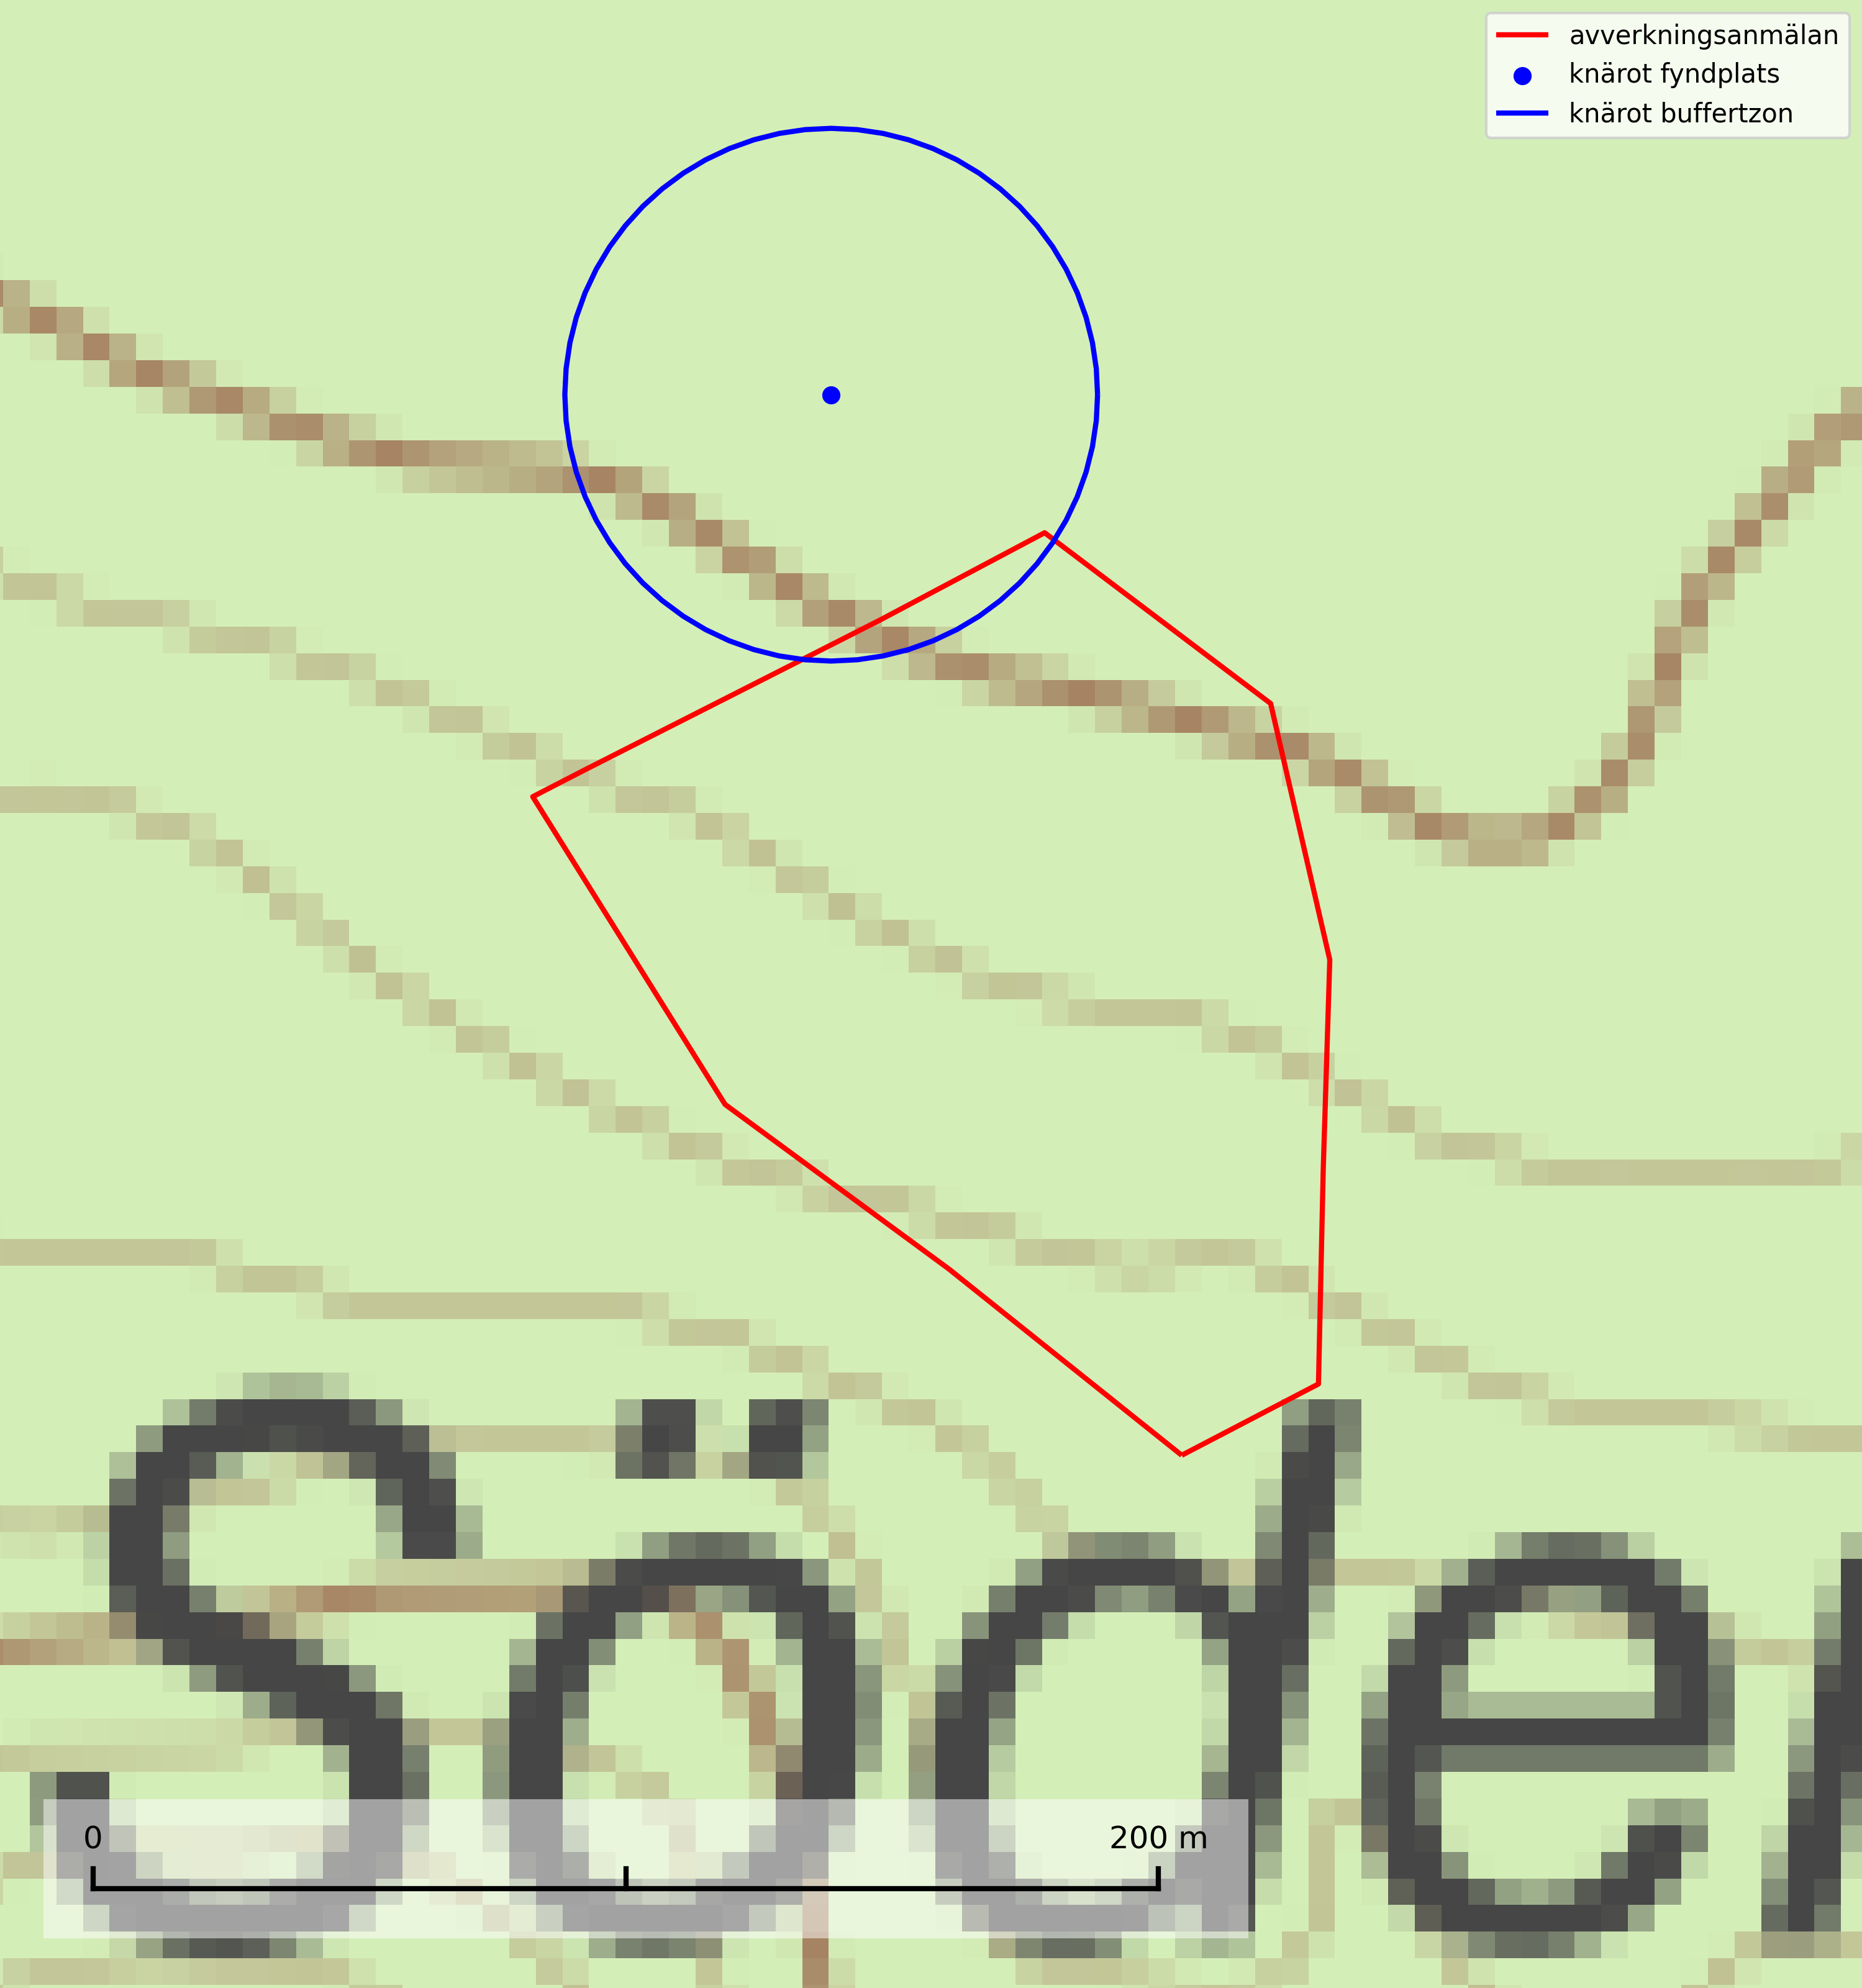 avverkningsanmälan
knärot fyndplats
knärot buffertzon
0
200 m